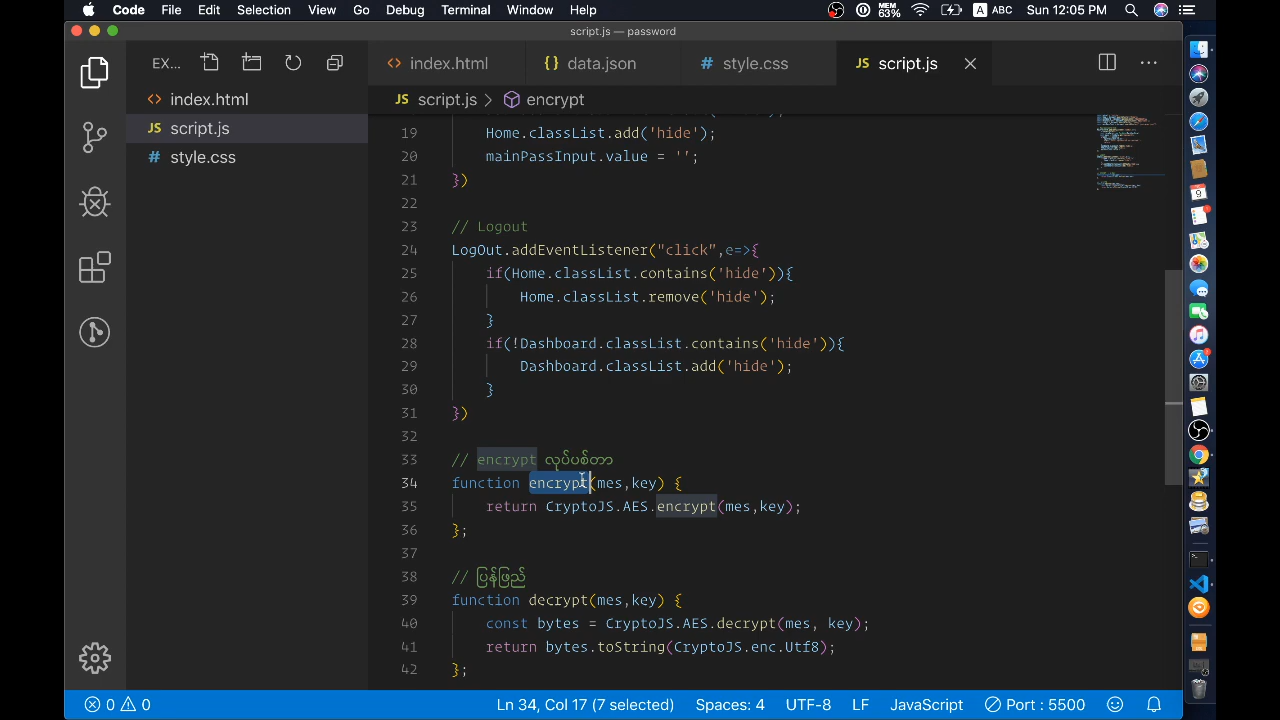 Code File Edit Selection View Go Debug Terminal Window Help MEM 63% A ABC Sun 12:05 PM
script.js — password
EX... index.html {} data.json # style.css JS script.js
index.html
JS script.js
# style.css
JS script.js > encrypt
19 Home.classList.add('hide');
20 mainPassInput.value = '';
21 })
22
23 // Logout
24 LogOut.addEventListener("click",e=>{
25 if(Home.classList.contains('hide')){
26 Home.classList.remove('hide');
27 }
28 if(!Dashboard.classList.contains('hide')){
29 Dashboard.classList.add('hide');
30 }
31 })
32
33 // encrypt လုပ်ပစ်တာ
34 function encrypt(mes,key) {
35 return CryptoJS.AES.encrypt(mes,key);
36 };
37
38 // ပြန်ဖြည်
39 function decrypt(mes,key) {
40 const bytes = CryptoJS.AES.decrypt(mes, key);
41 return bytes.toString(CryptoJS.enc.Utf8);
42 };
0 0 Ln 34, Col 17 (7 selected) Spaces: 4 UTF-8 LF JavaScript Port : 5500